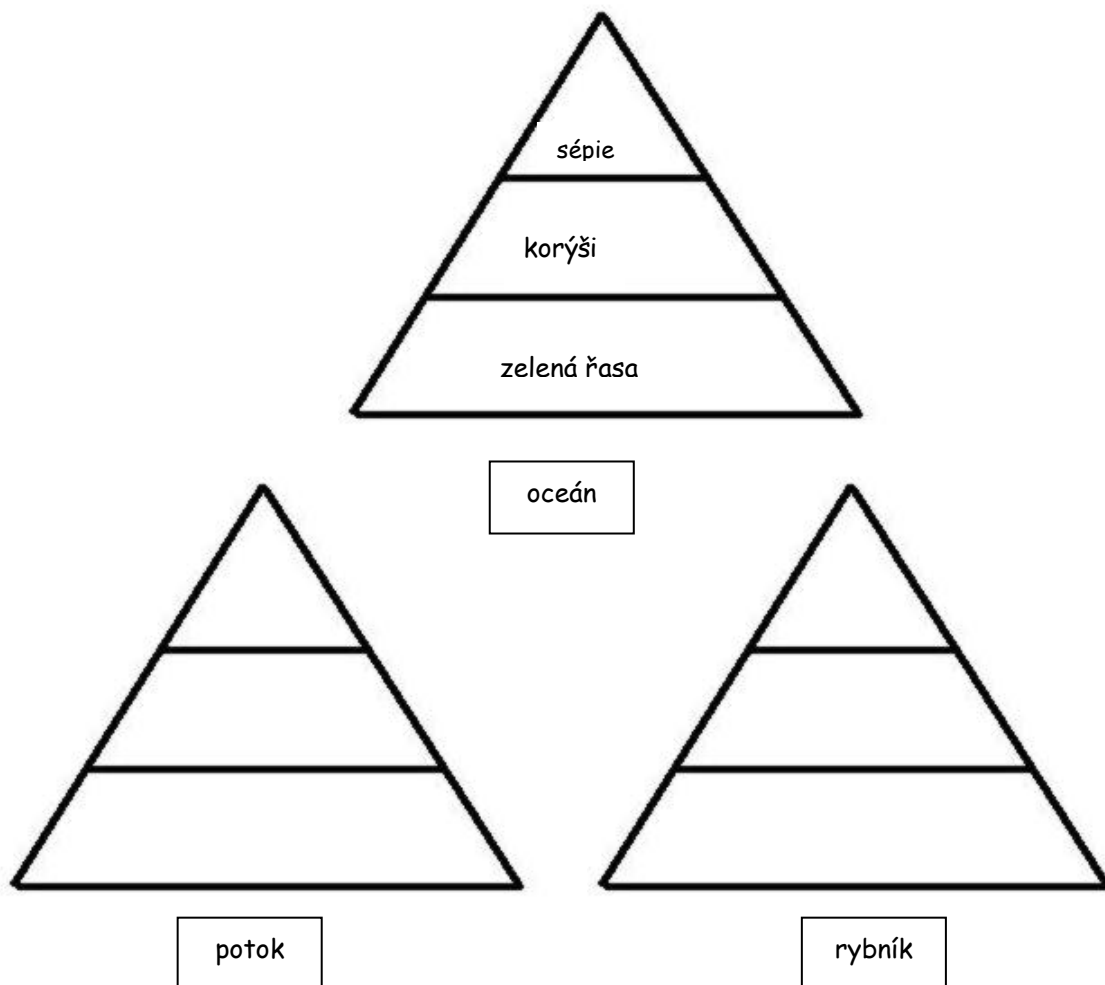 sépie
korýši
zelená řasa
oceán
potok
rybník